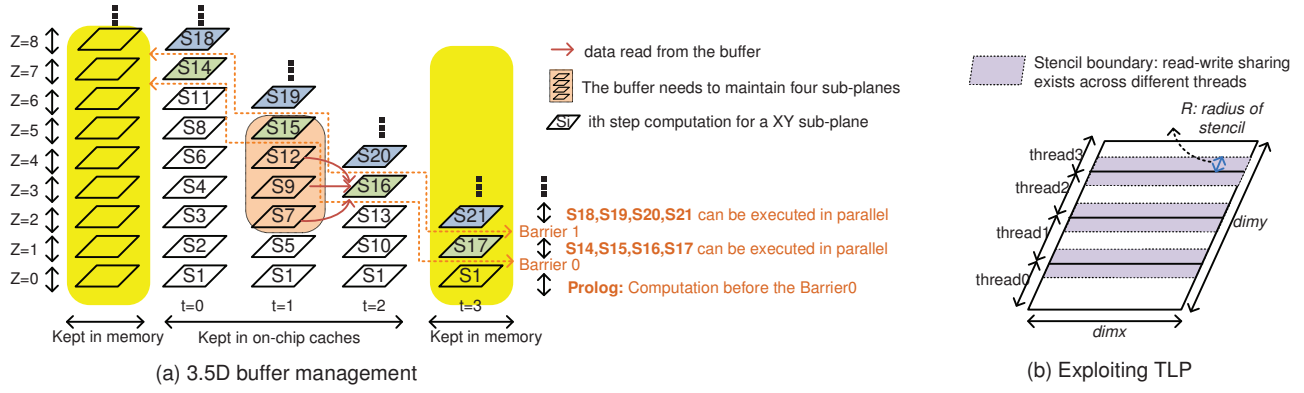 Z=8
Z=7
Z=6
Z=5
Z=4
Z=3
Z=2
Z=1
Z=0
S18
S14
S11
S8
S6
S4
S3
S2
S1
t=0
S19
S15
S12
S9
S7
S5
S1
t=1
S20
S16
S13
S10
S1
t=2
S21
S17
S1
t=3
Barrier 1
Barrier 0
Kept in memory
Kept in on-chip caches
Kept in memory
data read from the buffer
The buffer needs to maintain four sub-planes
Si
ith step computation for a XY sub-plane
S18,S19,S20,S21 can be executed in parallel
S14,S15,S16,S17 can be executed in parallel
Prolog: Computation before the Barrier0
(a) 3.5D buffer management
Stencil boundary: read-write sharing
exists across different threads
R: radius of
stencil
thread3
thread2
thread1
thread0
dimy
dimx
(b) Exploiting TLP